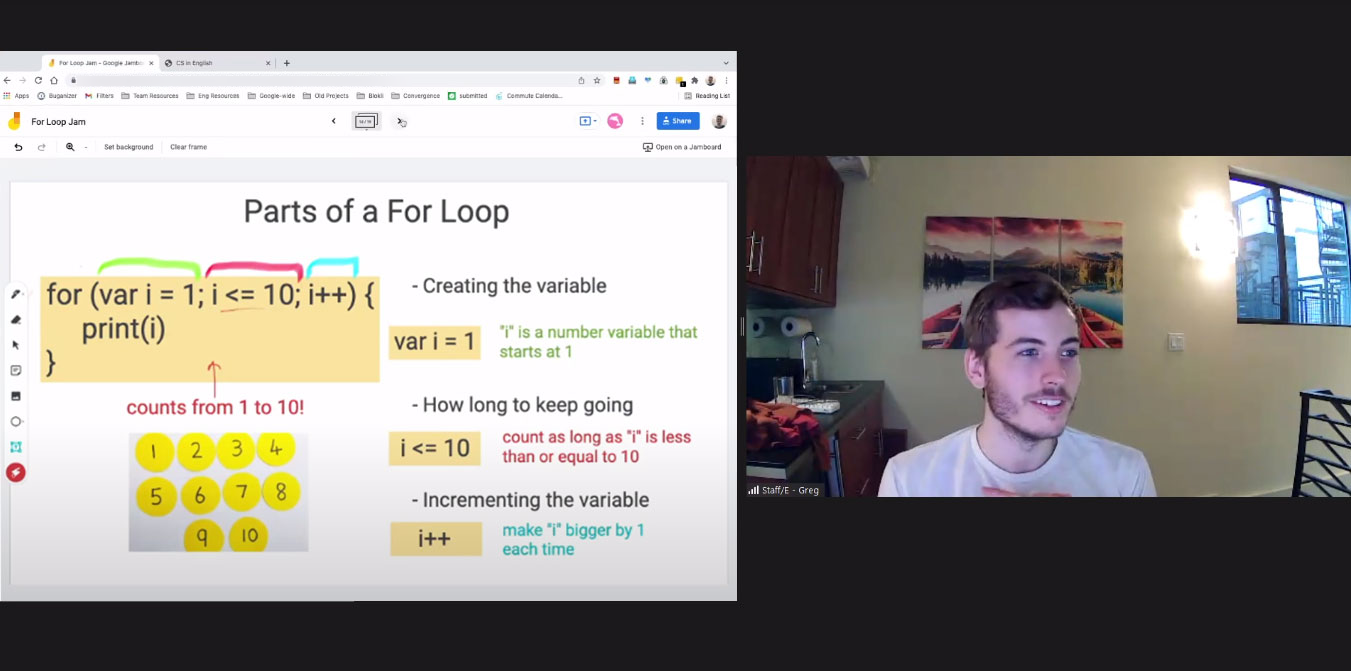 For Loop Jam - Google Jambo
CS in English
Apps
Buganizer
Filters
Team Resources
Eng Resources
Google-wide
Old Projects
Blokli
Convergence
submitted
Commute Calenda...
Reading List
For Loop Jam
Share
Set background
Clear frame
Open on a Jamboard
Parts of a For Loop
for (var i = 1; i <= 10; i++) {
print(i)
}
counts from 1 to 10!
1 2 3 4
5 6 7 8
9 10
- Creating the variable
var i = 1
"i" is a number variable that
starts at 1
- How long to keep going
i <= 10
count as long as "i" is less
than or equal to 10
- Incrementing the variable
i++
make "i" bigger by 1
each time
Staff/E - Greg